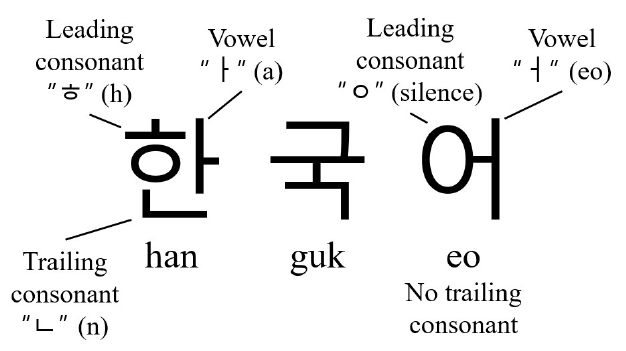 Leading
consonant
"ㅎ" (h)
Vowel
"ㅏ" (a)
Leading
consonant
"ㅇ" (silence)
Vowel
"ㅓ" (eo)
한국어
han guk eo
Trailing
consonant
"ㄴ" (n)
No trailing
consonant